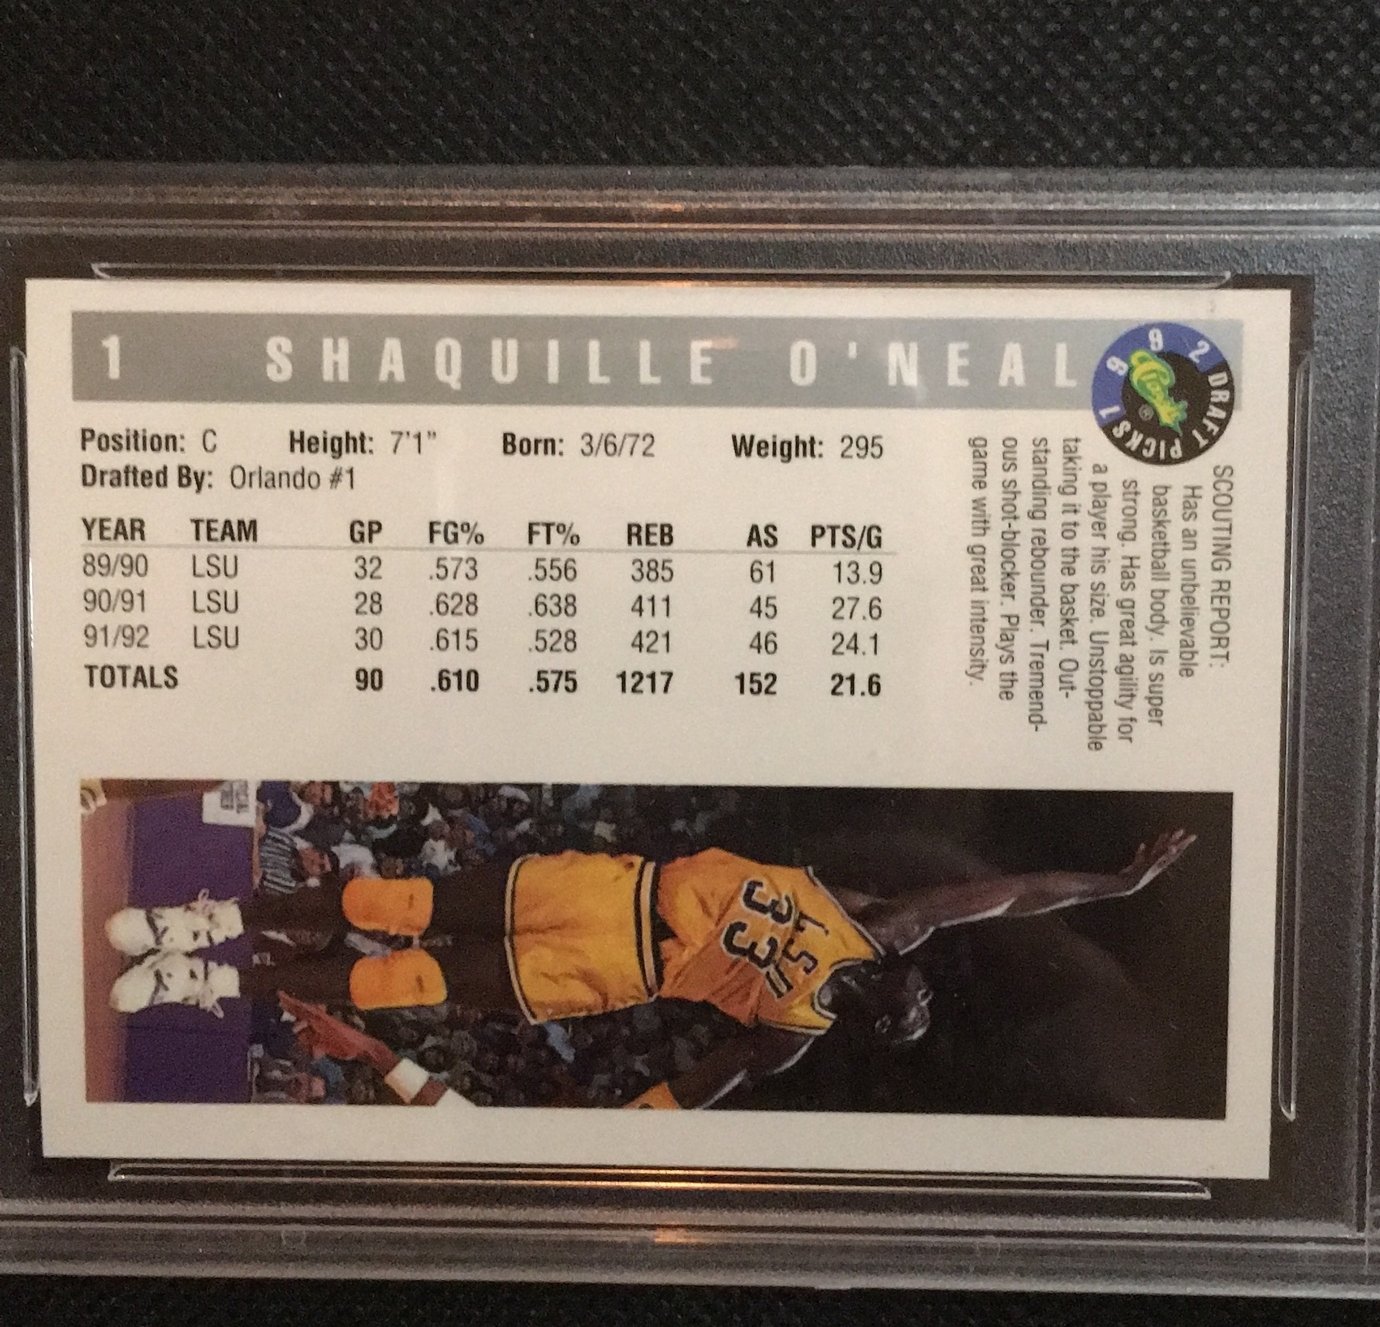 1 SHAQUILLE O'NEAL
1992 DRAFT PICKS
Classic ®
Position: C Height: 7'1" Born: 3/6/72 Weight: 295
Drafted By: Orlando #1
YEAR TEAM GP FG% FT% REB AS PTS/G
89/90 LSU 32 .573 .556 385 61 13.9
90/91 LSU 28 .628 .638 411 45 27.6
91/92 LSU 30 .615 .528 421 46 24.1
TOTALS 90 .610 .575 1217 152 21.6
SCOUTING REPORT:
Has an unbelievable
basketball body. Is super
strong. Has great agility for
a player his size. Unstoppable
taking it to the basket. Out-
standing rebounder. Tremend-
ous shot-blocker. Plays the
game with great intensity.
LSU
33